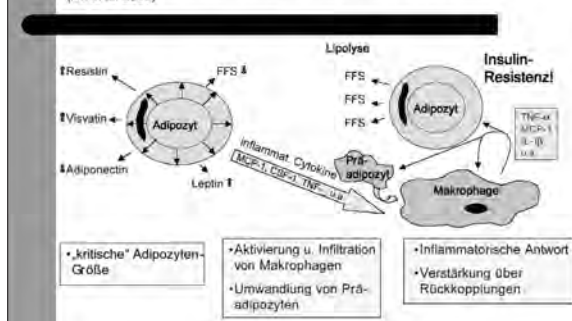 Lipolyse
Insulin-
Resistenz!
Resistin
FFS
Visvatin
Adipozyt
Adiponectin
Leptin
FFS
FFS
FFS
Adipozyt
TNF-α
MCP-1
IL-1β
u.a.
inflammat. Cytokine
MCP-1, CSF-1, TNF-.. u.a.
Prä-
adipozyt
Makrophage
•„kritische“ Adipozyten-
Größe
•Aktivierung u. Infiltration
von Makrophagen
•Umwandlung von Prä-
adipozyten
•Inflammatorische Antwort
•Verstärkung über
Rückkopplungen